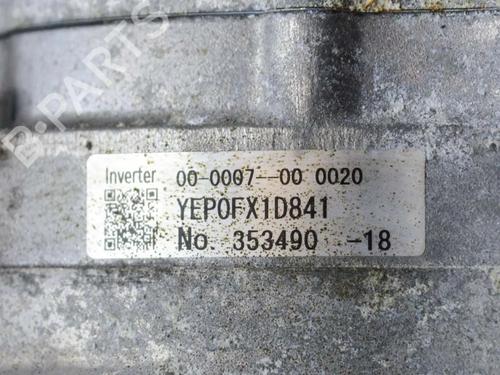 B-PARTS
Inverter 00-0007--00 0020
YEP0FX1D841
No. 353490 -18